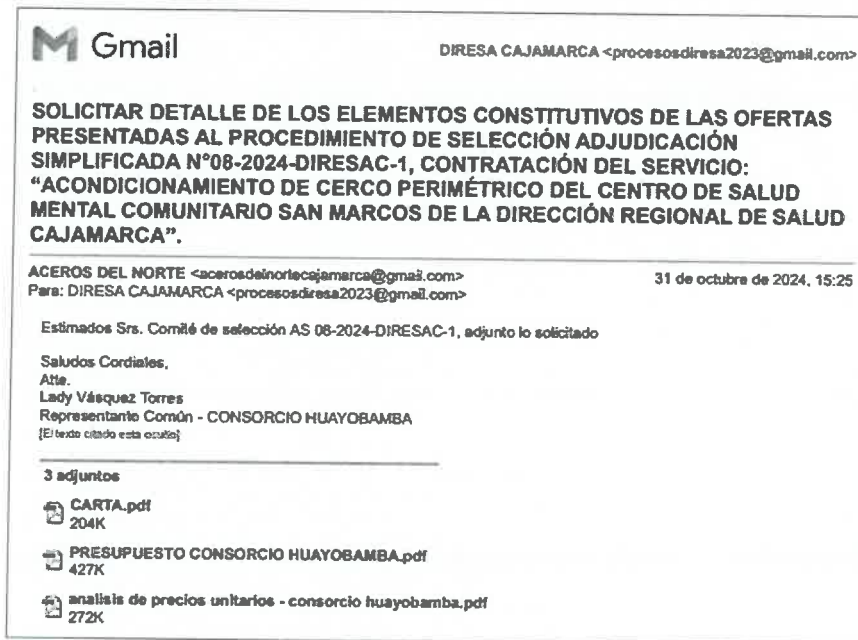 Gmail
DIRESA CAJAMARCA <procesosdiresa2023@gmail.com>
SOLICITAR DETALLE DE LOS ELEMENTOS CONSTITUTIVOS DE LAS OFERTAS
PRESENTADAS AL PROCEDIMIENTO DE SELECCIÓN ADJUDICACIÓN
SIMPLIFICADA N°08-2024-DIRESAC-1, CONTRATACIÓN DEL SERVICIO:
"ACONDICIONAMIENTO DE CERCO PERIMÉTRICO DEL CENTRO DE SALUD
MENTAL COMUNITARIO SAN MARCOS DE LA DIRECCIÓN REGIONAL DE SALUD
CAJAMARCA".
ACEROS DEL NORTE <acerosdelnortecajamarca@gmail.com>
31 de octubre de 2024, 15:25
Para: DIRESA CAJAMARCA <procesosdiresa2023@gmail.com>
Estimados Srs. Comité de selección AS 08-2024-DIRESAC-1, adjunto lo solicitado
Saludos Cordiales,
Atte.
Lady Vásquez Torres
Representante Común - CONSORCIO HUAYOBAMBA
[El texto citado esta oculto]
3 adjuntos
CARTA.pdf
204K
PRESUPUESTO CONSORCIO HUAYOBAMBA.pdf
427K
analisis de precios unitarios - consorcio huayobamba.pdf
272K